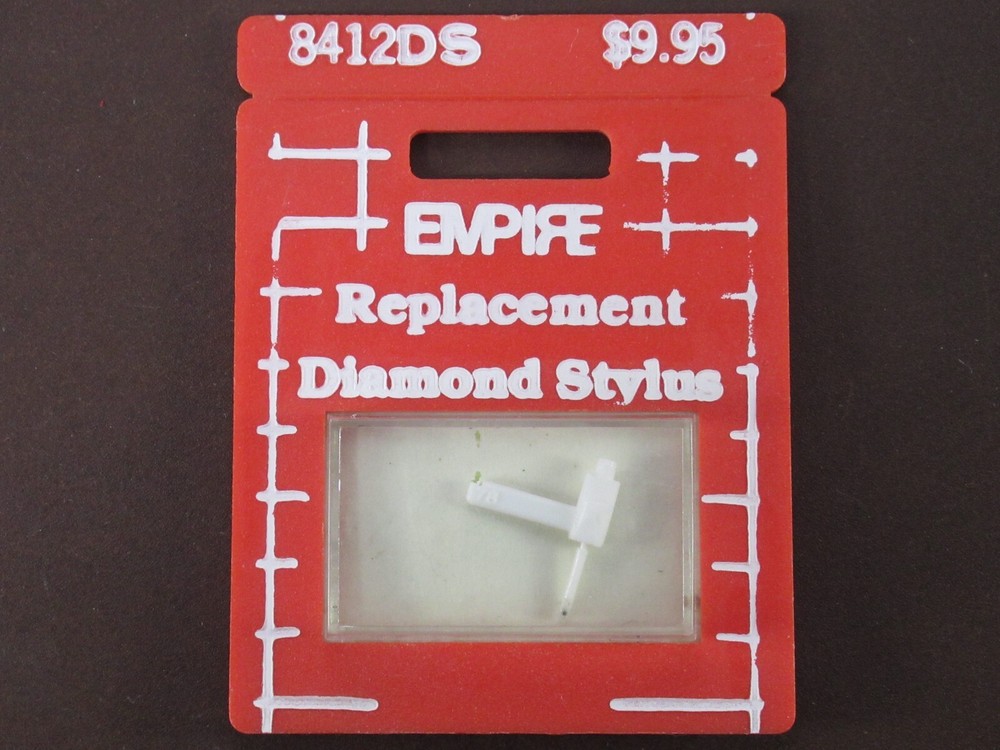 8412DS $9.95
EMPIRE
Replacement
Diamond Stylus